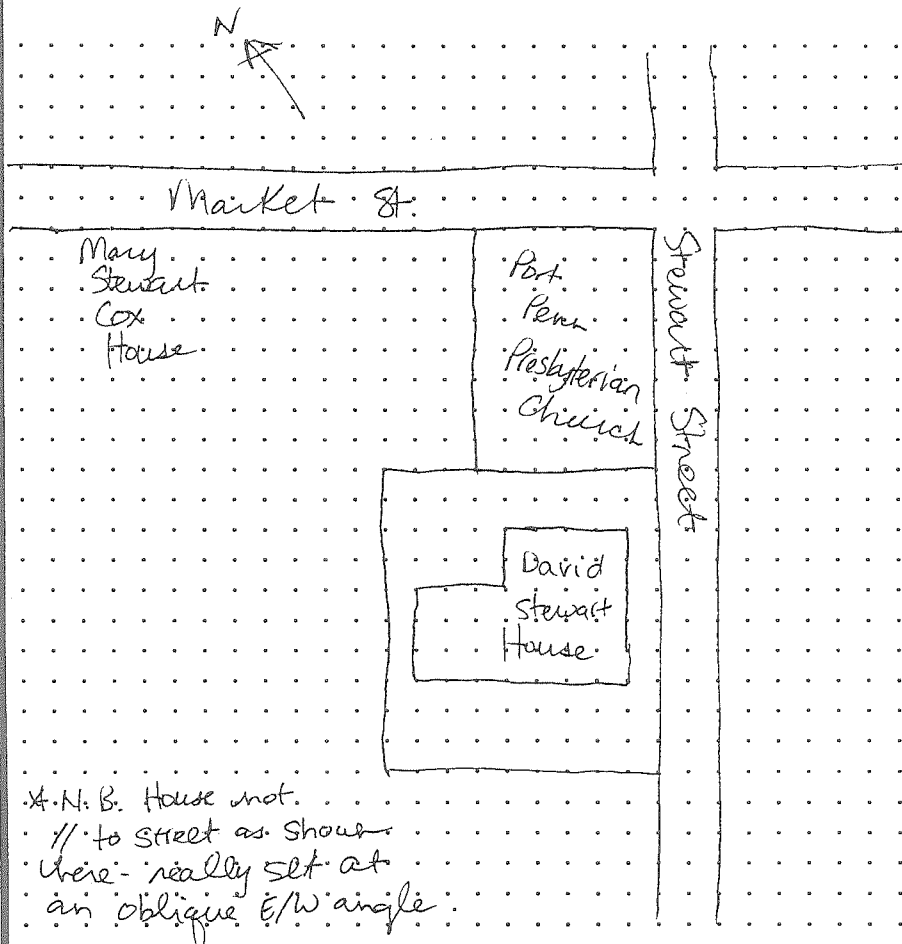 N
Market St.
Mary
Stewart
Cox
House
Port
Penn
Presbyterian
Church
Stewart Street
David
Stewart
House
* N.B. House not
// to street as shown
here - really set at
an oblique E/W angle.